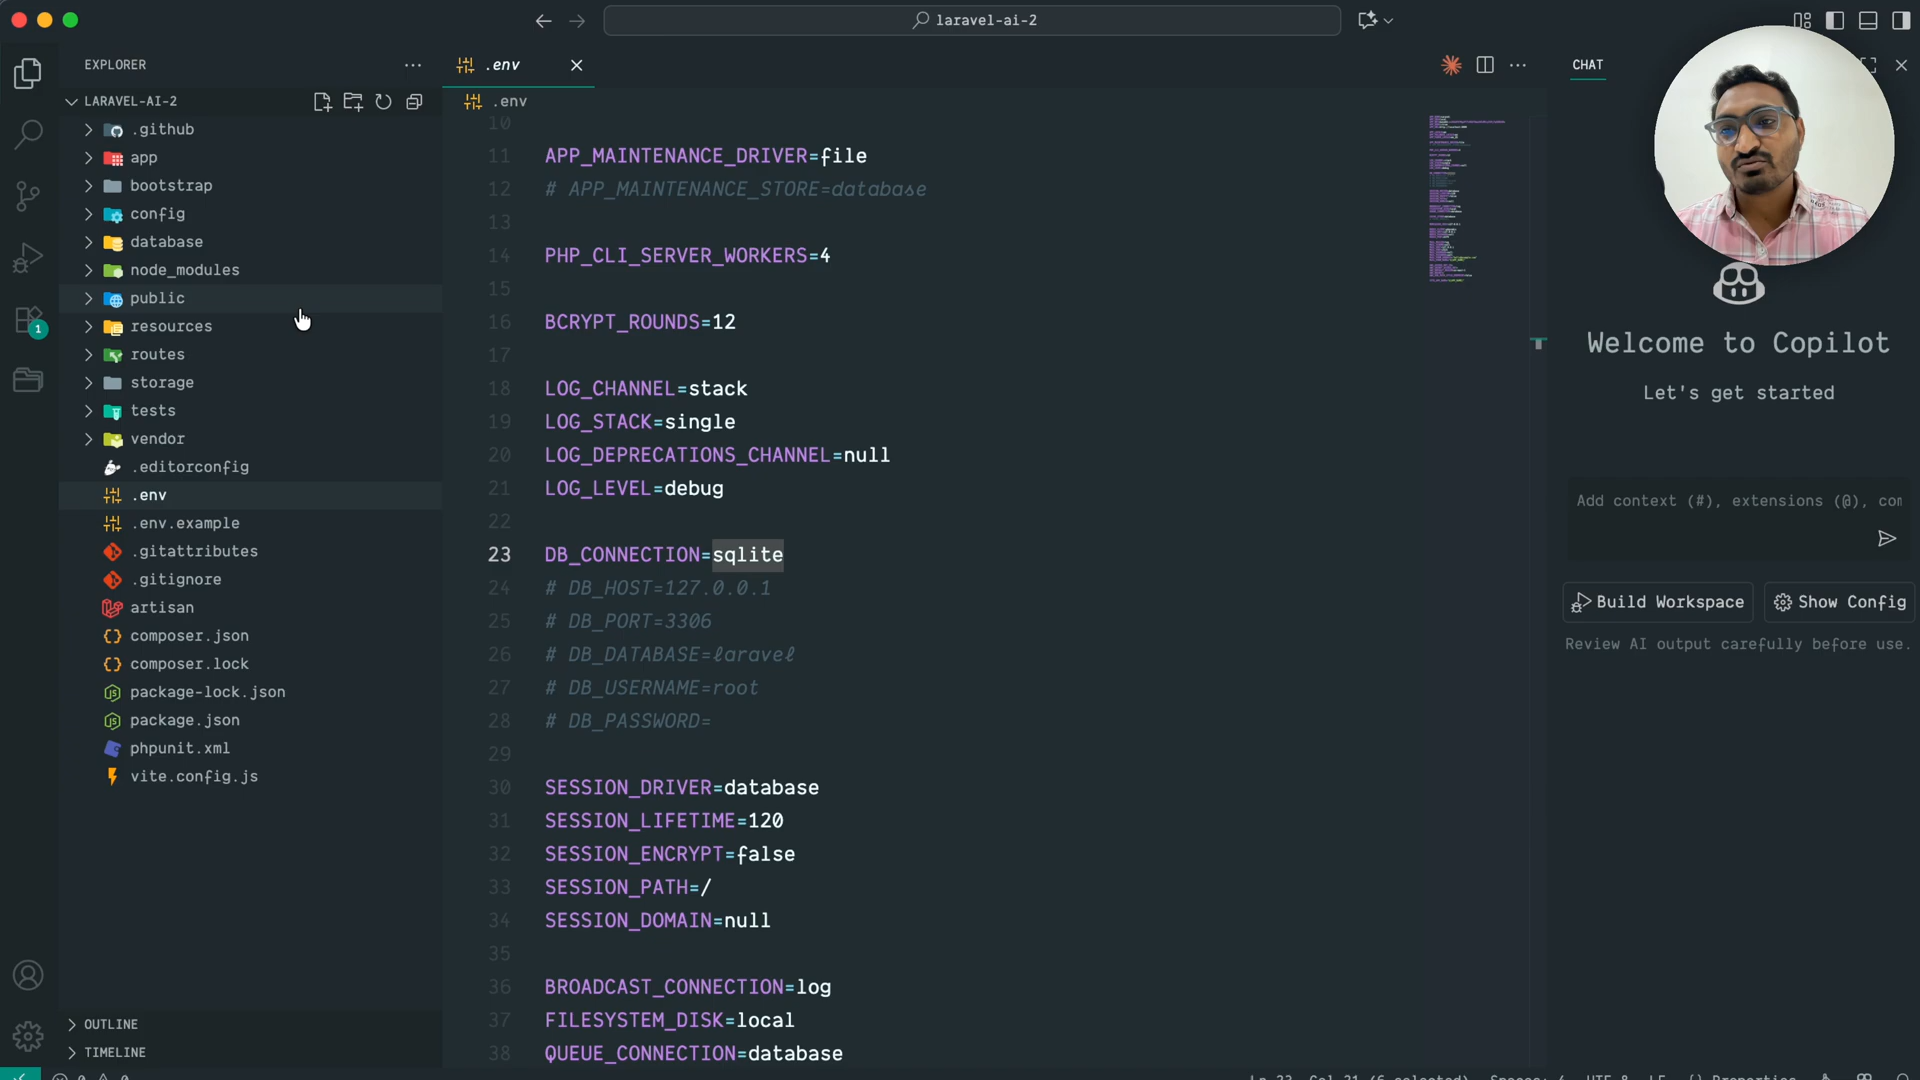 laravel-ai-2
EXPLORER
LARAVEL-AI-2
.github
app
bootstrap
config
database
node_modules
public
resources
routes
storage
tests
vendor
.editorconfig
.env
.env.example
.gitattributes
.gitignore
artisan
composer.json
composer.lock
package-lock.json
package.json
phpunit.xml
vite.config.js
OUTLINE
TIMELINE
1
.env
.env
10
11 APP_MAINTENANCE_DRIVER=file
12 # APP_MAINTENANCE_STORE=database
13
14 PHP_CLI_SERVER_WORKERS=4
15
16 BCRYPT_ROUNDS=12
17
18 LOG_CHANNEL=stack
19 LOG_STACK=single
20 LOG_DEPRECATIONS_CHANNEL=null
21 LOG_LEVEL=debug
22
23 DB_CONNECTION=sqlite
24 # DB_HOST=127.0.0.1
25 # DB_PORT=3306
26 # DB_DATABASE=laravel
27 # DB_USERNAME=root
28 # DB_PASSWORD=
29
30 SESSION_DRIVER=database
31 SESSION_LIFETIME=120
32 SESSION_ENCRYPT=false
33 SESSION_PATH=/
34 SESSION_DOMAIN=null
35
36 BROADCAST_CONNECTION=log
37 FILESYSTEM_DISK=local
38 QUEUE_CONNECTION=database
CHAT
Welcome to Copilot
Let's get started
Add context (#), extensions (@), com
Build Workspace
Show Config
Review AI output carefully before use.